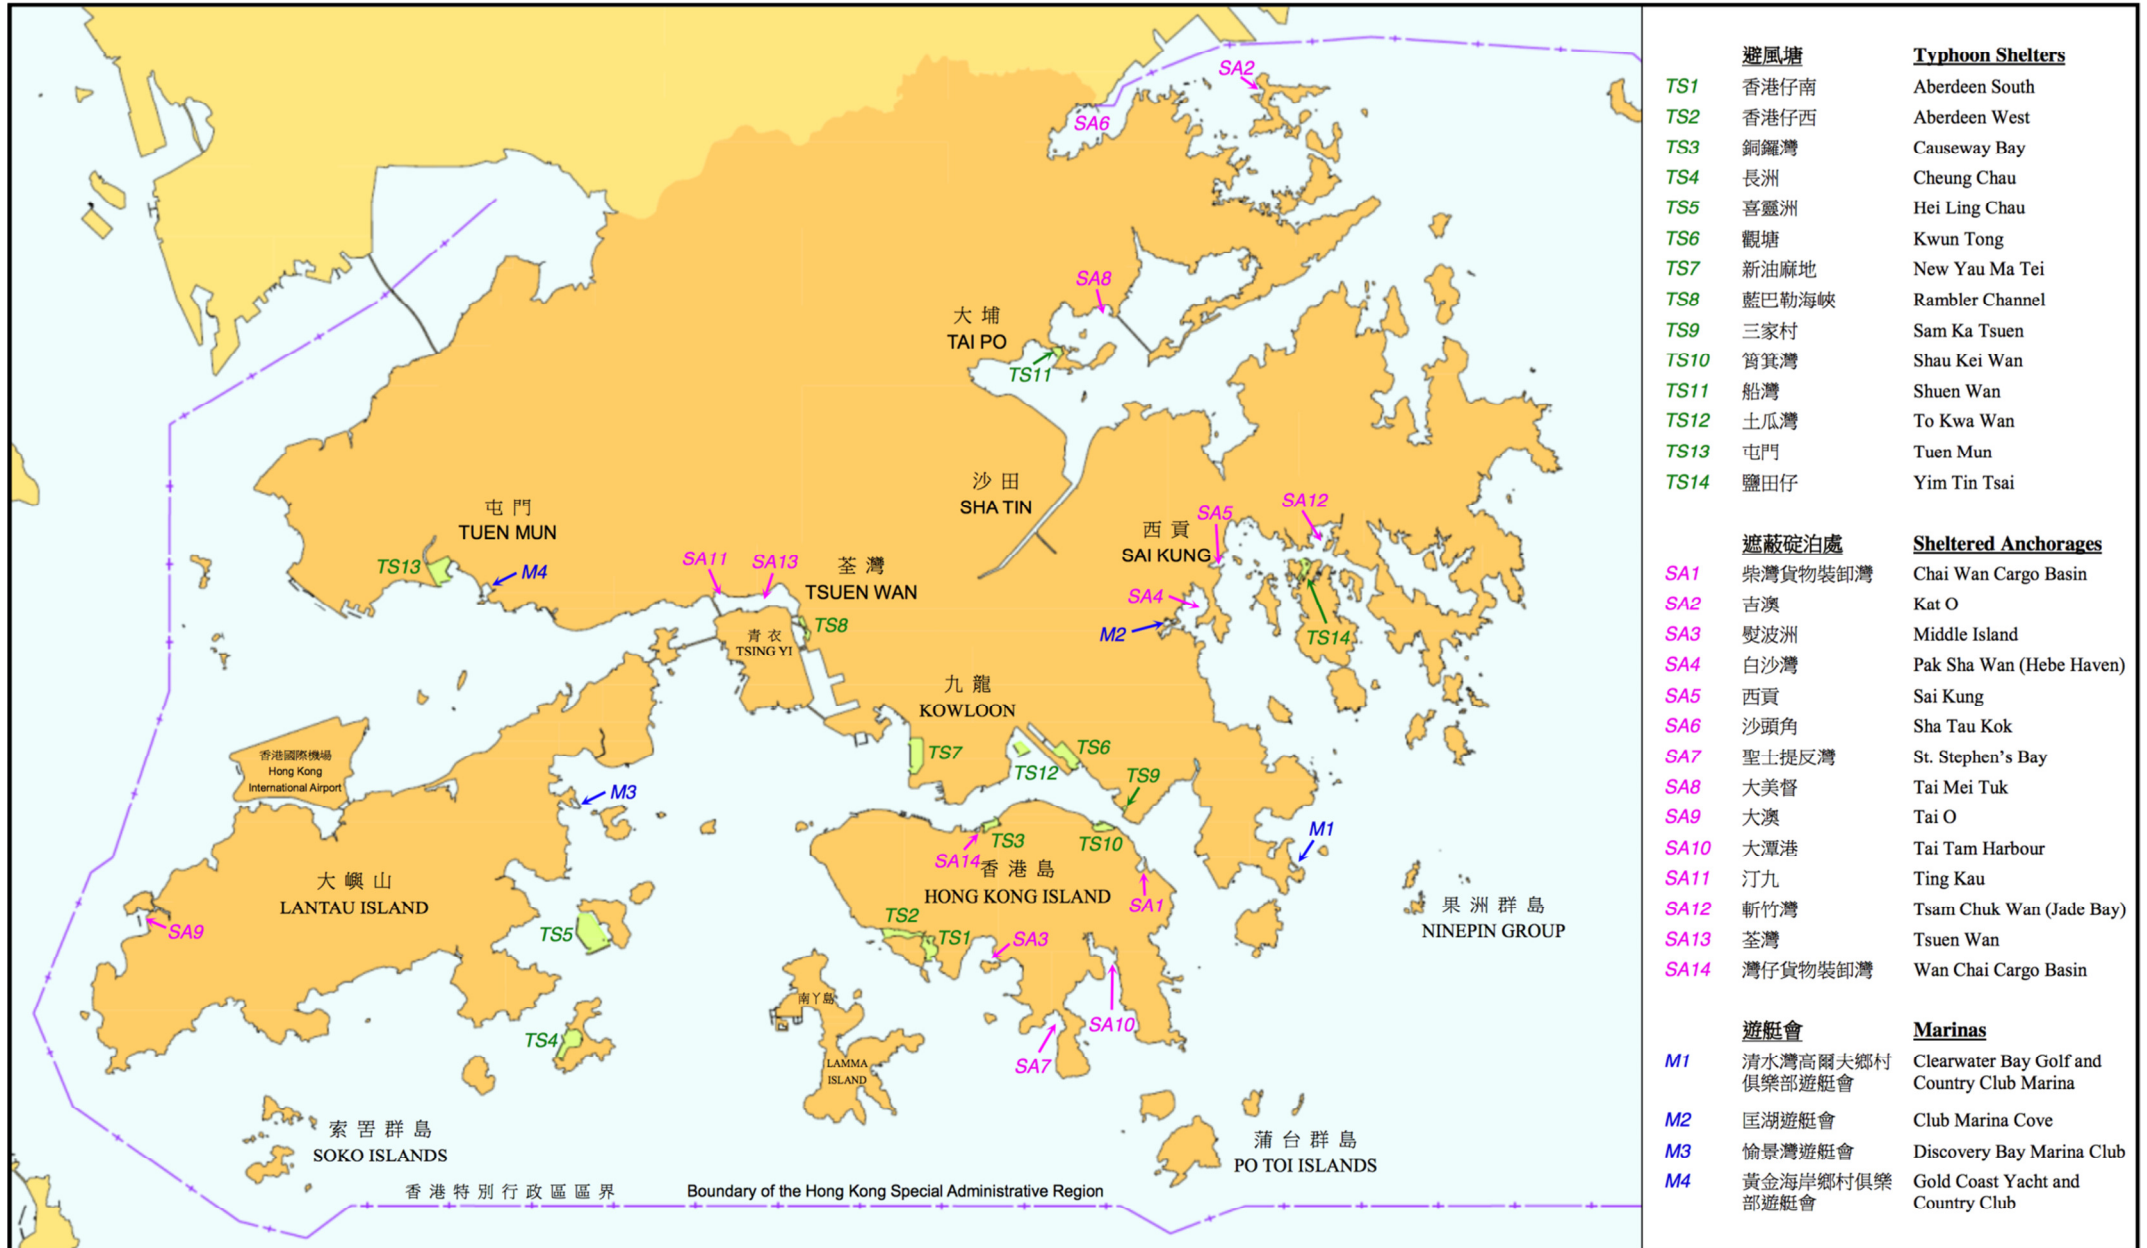 SA2
SA6
SA8
大埔
TAI PO
TS11
沙田
SHA TIN
屯門
TUEN MUN
TS13
M4
SA11
SA13
荃灣
TSUEN WAN
青衣
TSING YI
TS8
西貢
SAI KUNG
SA5
SA12
SA4
M2
TS14
九龍
KOWLOON
TS7
TS12
TS6
TS9
香港國際機場
Hong Kong
International Airport
M3
M1
TS3
SA14
TS10
香港島
HONG KONG ISLAND
SA1
大嶼山
LANTAU ISLAND
SA9
TS5
TS2
TS1
SA3
果洲群島
NINEPIN GROUP
南丫島
LAMMA
ISLAND
SA10
SA7
TS4
索罟群島
SOKO ISLANDS
蒲台群島
PO TOI ISLANDS
香港特別行政區區界 Boundary of the Hong Kong Special Administrative Region
避風塘 Typhoon Shelters
TS1 香港仔南 Aberdeen South
TS2 香港仔西 Aberdeen West
TS3 銅鑼灣 Causeway Bay
TS4 長洲 Cheung Chau
TS5 喜靈洲 Hei Ling Chau
TS6 觀塘 Kwun Tong
TS7 新油麻地 New Yau Ma Tei
TS8 藍巴勒海峽 Rambler Channel
TS9 三家村 Sam Ka Tsuen
TS10 筲箕灣 Shau Kei Wan
TS11 船灣 Shuen Wan
TS12 土瓜灣 To Kwa Wan
TS13 屯門 Tuen Mun
TS14 鹽田仔 Yim Tin Tsai
遮蔽碇泊處 Sheltered Anchorages
SA1 柴灣貨物裝卸灣 Chai Wan Cargo Basin
SA2 吉澳 Kat O
SA3 熨波洲 Middle Island
SA4 白沙灣 Pak Sha Wan (Hebe Haven)
SA5 西貢 Sai Kung
SA6 沙頭角 Sha Tau Kok
SA7 聖士提反灣 St. Stephen's Bay
SA8 大美督 Tai Mei Tuk
SA9 大澳 Tai O
SA10 大潭港 Tai Tam Harbour
SA11 汀九 Ting Kau
SA12 斬竹灣 Tsam Chuk Wan (Jade Bay)
SA13 荃灣 Tsuen Wan
SA14 灣仔貨物裝卸灣 Wan Chai Cargo Basin
遊艇會 Marinas
M1 清水灣高爾夫鄉村 Clearwater Bay Golf and
俱樂部遊艇會 Country Club Marina
M2 匡湖遊艇會 Club Marina Cove
M3 愉景灣遊艇會 Discovery Bay Marina Club
M4 黃金海岸鄉村俱樂 Gold Coast Yacht and
部遊艇會 Country Club